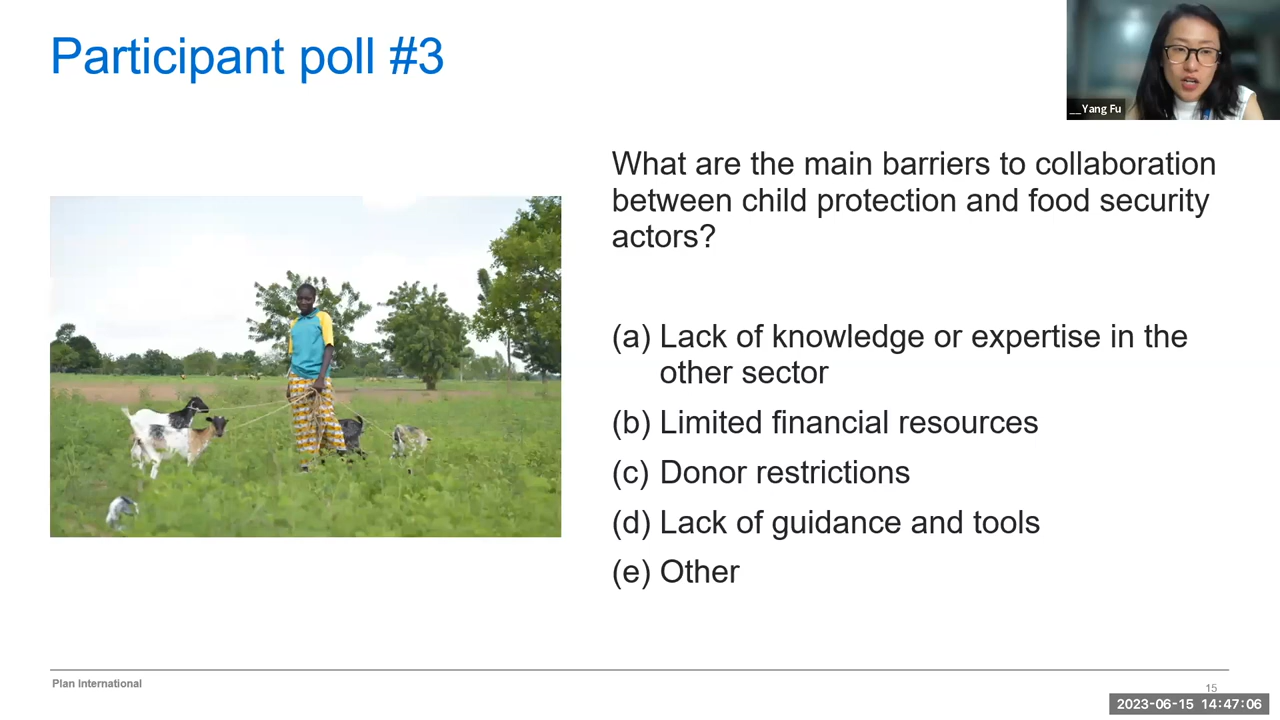 Participant poll #3
__Yang Fu
What are the main barriers to collaboration
between child protection and food security
actors?
(a) Lack of knowledge or expertise in the
other sector
(b) Limited financial resources
(c) Donor restrictions
(d) Lack of guidance and tools
(e) Other
Plan International
15
2023-06-15 14:47:06